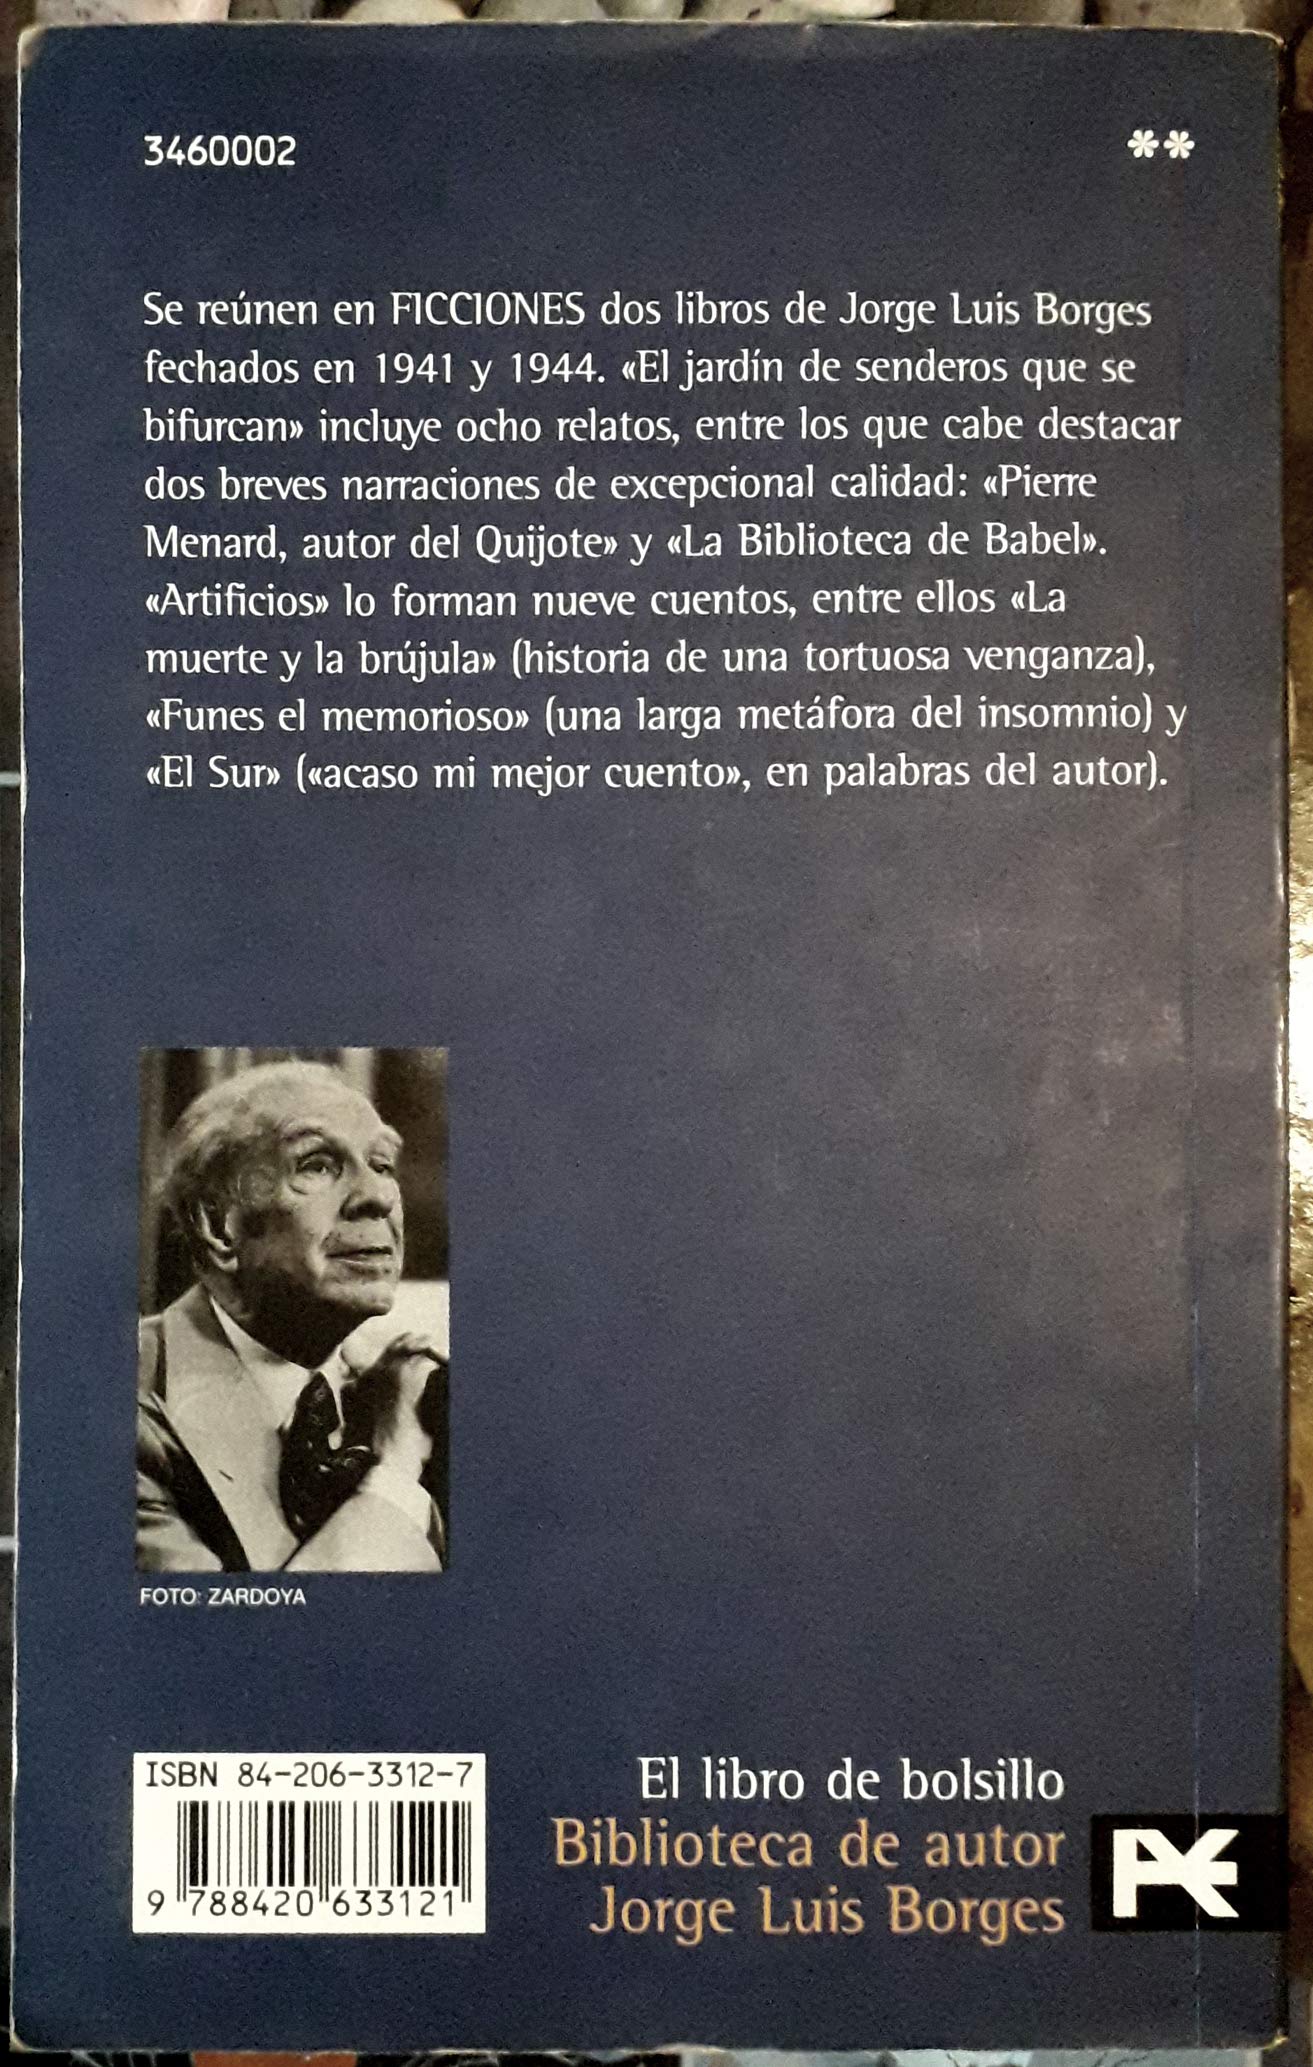 3460002
**
Se reúnen en FICCIONES dos libros de Jorge Luis Borges
fechados en 1941 y 1944. «El jardín de senderos que se
bifurcan» incluye ocho relatos, entre los que cabe destacar
dos breves narraciones de excepcional calidad: «Pierre
Menard, autor del Quijote» y «La Biblioteca de Babel».
«Artificios» lo forman nueve cuentos, entre ellos «La
muerte y la brújula» (historia de una tortuosa venganza),
«Funes el memorioso» (una larga metáfora del insomnio) y
«El Sur» («acaso mi mejor cuento», en palabras del autor).
FOTO: ZARDOYA
ISBN 84-206-3312-7
9 788420 633121
El libro de bolsillo
Biblioteca de autor
Jorge Luis Borges